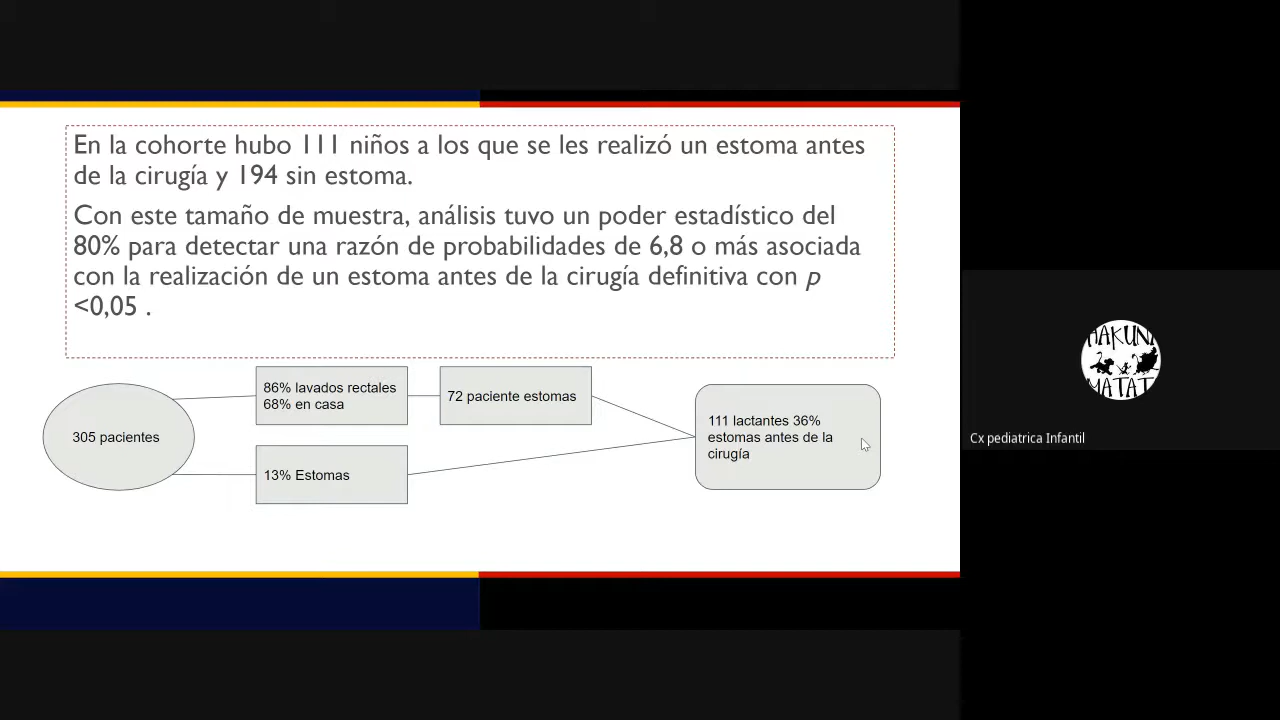 En la cohorte hubo 111 niños a los que se les realizó un estoma antes
de la cirugía y 194 sin estoma.
Con este tamaño de muestra, análisis tuvo un poder estadístico del
80% para detectar una razón de probabilidades de 6,8 o más asociada
con la realización de un estoma antes de la cirugía definitiva con p
<0,05 .
305 pacientes
86% lavados rectales
68% en casa
13% Estomas
72 paciente estomas
111 lactantes 36%
estomas antes de la
cirugía
HAKUNA
MATAT
Cx pediatrica Infantil